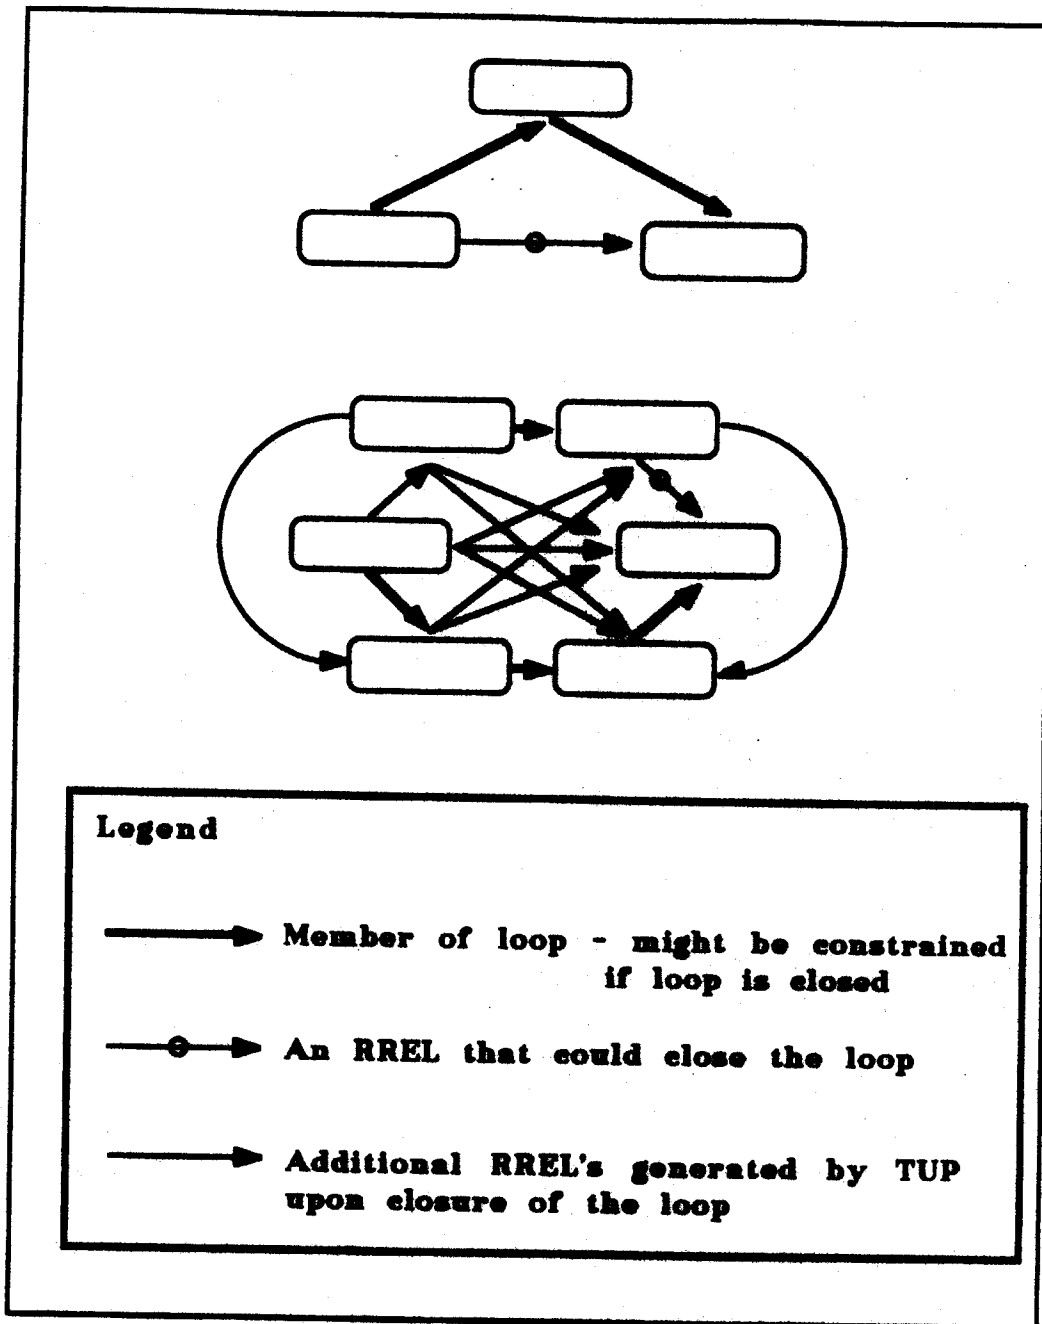 Legend
Member of loop - might be constrained
if loop is closed
An RREL that could close the loop
Additional RREL's generated by TUP
upon closure of the loop